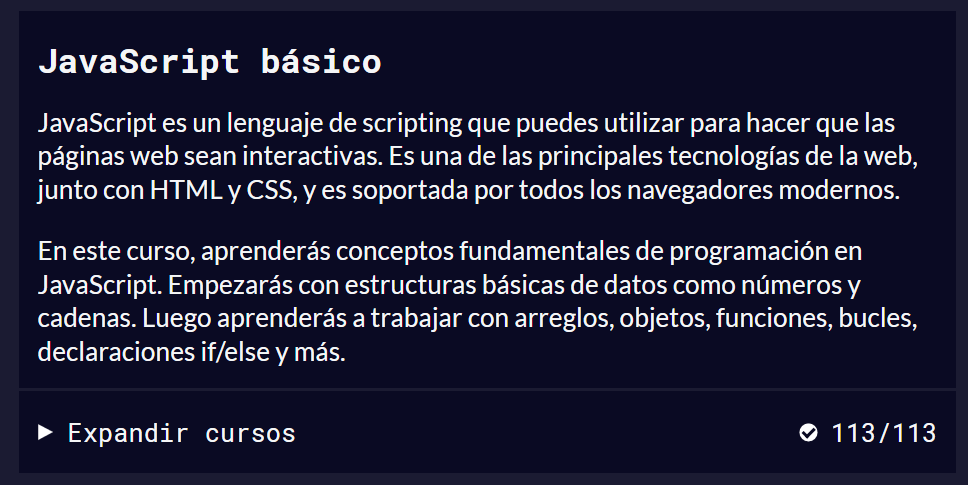 JavaScript básico
JavaScript es un lenguaje de scripting que puedes utilizar para hacer que las
páginas web sean interactivas. Es una de las principales tecnologías de la web,
junto con HTML y CSS, y es soportada por todos los navegadores modernos.
En este curso, aprenderás conceptos fundamentales de programación en
JavaScript. Empezarás con estructuras básicas de datos como números y
cadenas. Luego aprenderás a trabajar con arreglos, objetos, funciones, bucles,
declaraciones if/else y más.
Expandir cursos 113/113